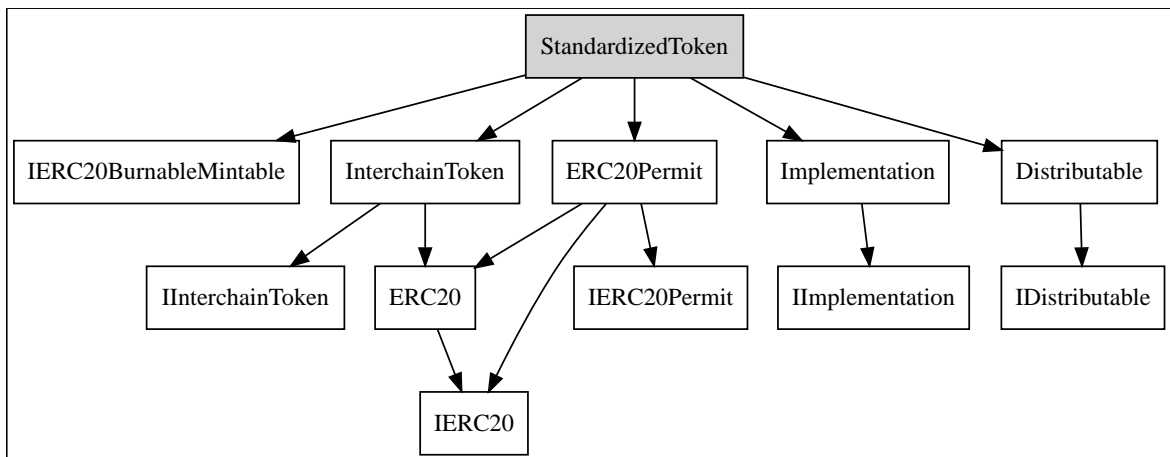 StandardizedToken
IERC20BurnableMintable
InterchainToken
ERC20Permit
Implementation
Distributable
IInterchainToken
ERC20
IERC20Permit
IImplementation
IDistributable
IERC20